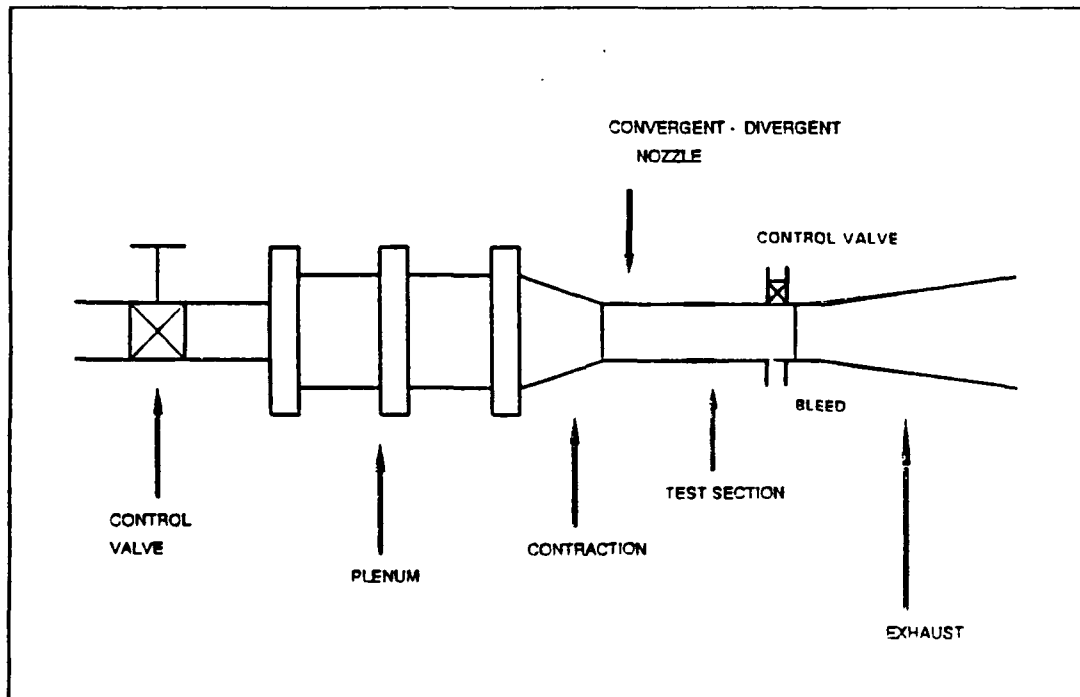 CONVERGENT - DIVERGENT
NOZZLE
CONTROL VALVE
BLEED
TEST SECTION
CONTROL
VALVE
CONTRACTION
PLENUM
EXHAUST